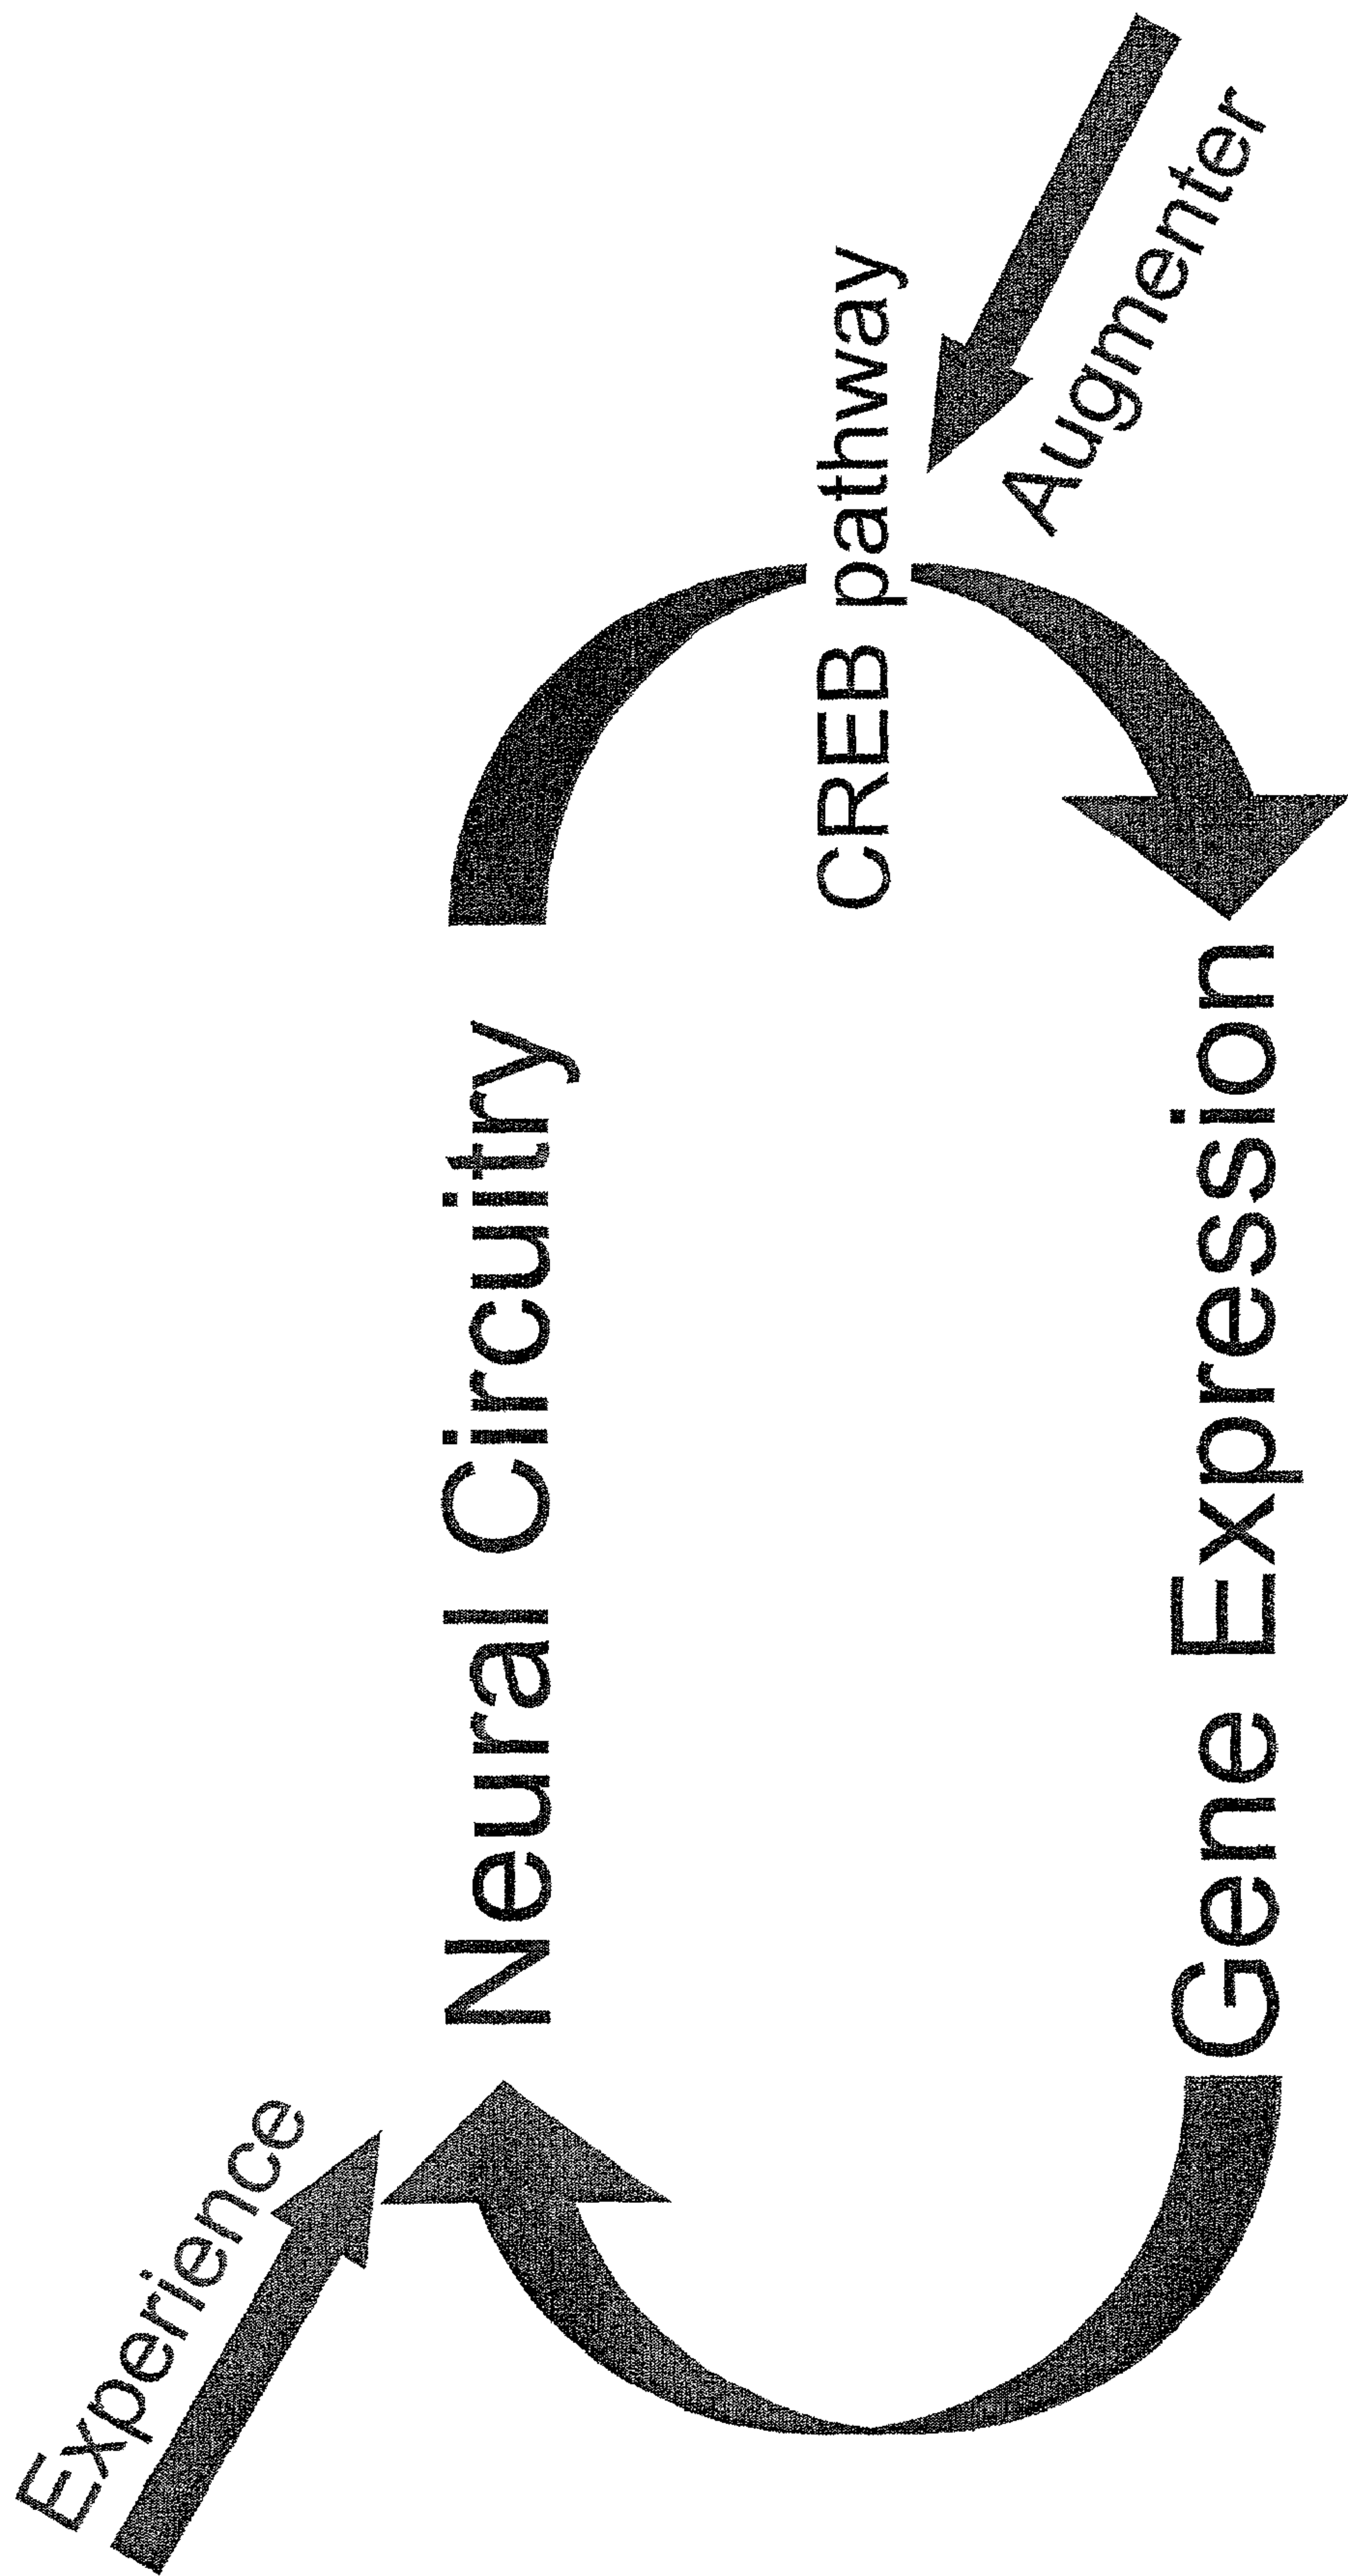 Experience
Neural Circuitry
CREB pathway
Augmenter
Gene Expression